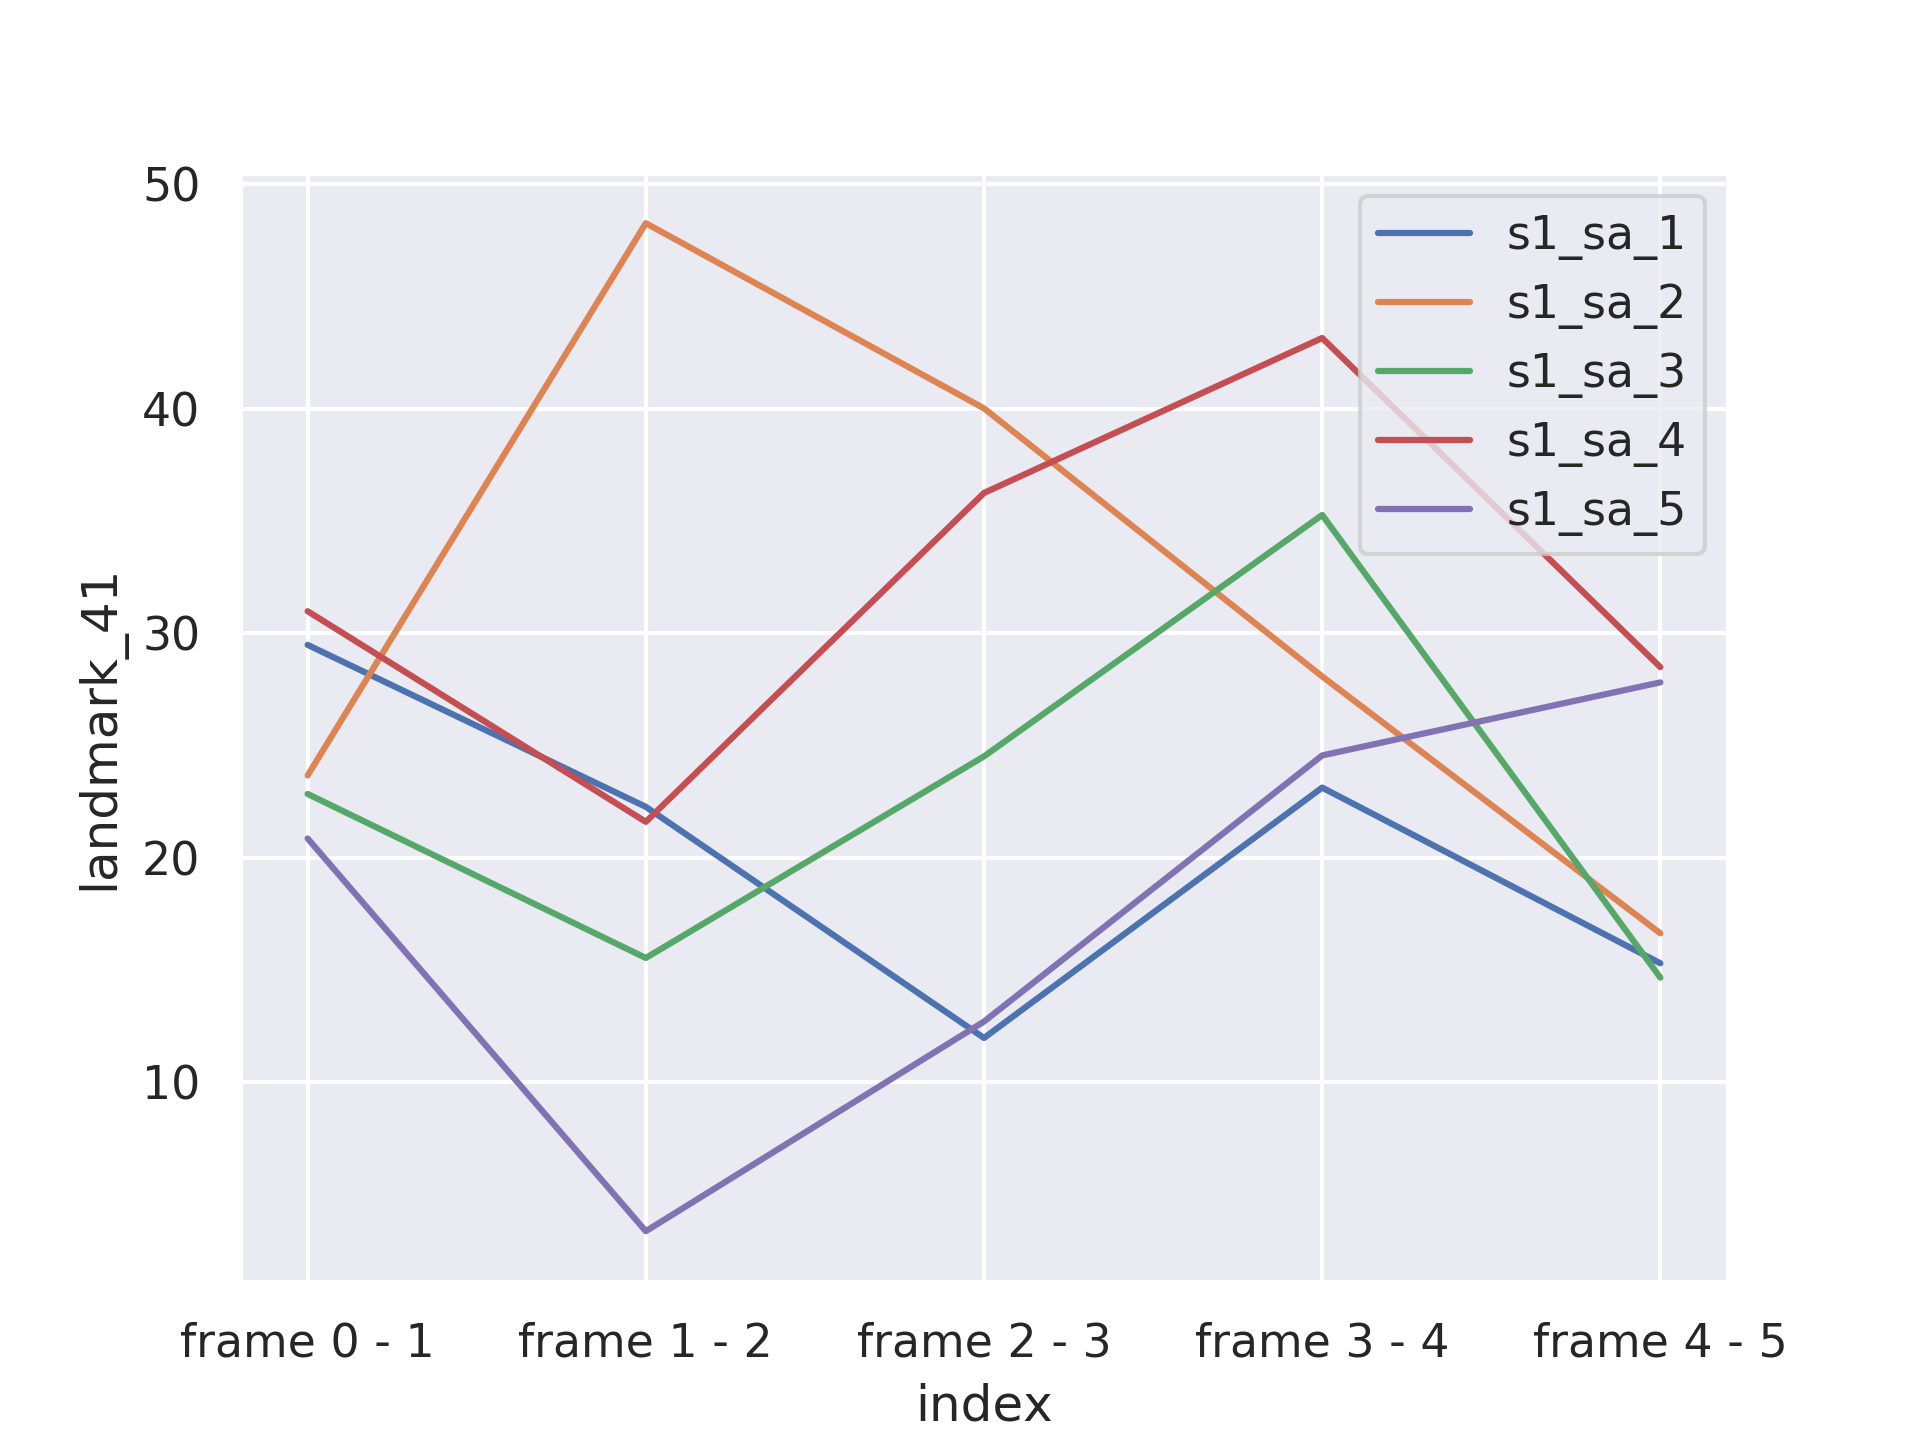 50
40
30
20
10
landmark_41
s1_sa_1
s1_sa_2
s1_sa_3
s1_sa_4
s1_sa_5
frame 0 - 1 frame 1 - 2 frame 2 - 3 frame 3 - 4 frame 4 - 5
index